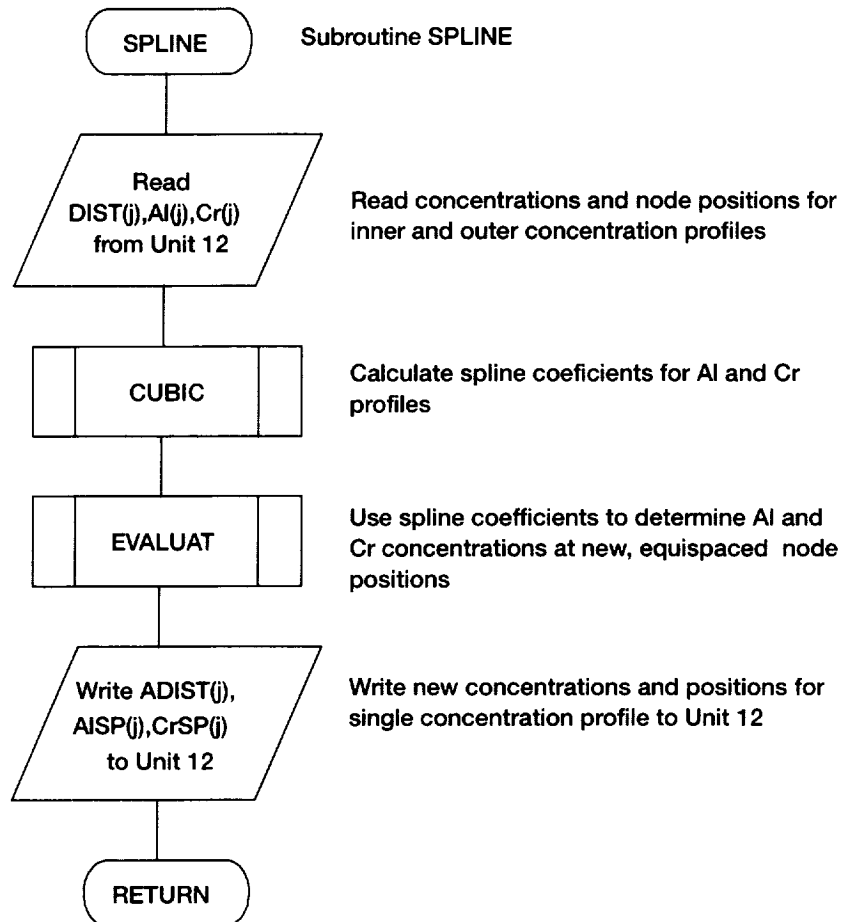 SPLINE
Subroutine SPLINE
Read
DIST(j),Al(j),Cr(j)
from Unit 12
Read concentrations and node positions for
inner and outer concentration profiles
CUBIC
Calculate spline coeficients for Al and Cr
profiles
EVALUAT
Use spline coefficients to determine Al and
Cr concentrations at new, equispaced node
positions
Write ADIST(j),
AlSP(j),CrSP(j)
to Unit 12
Write new concentrations and positions for
single concentration profile to Unit 12
RETURN